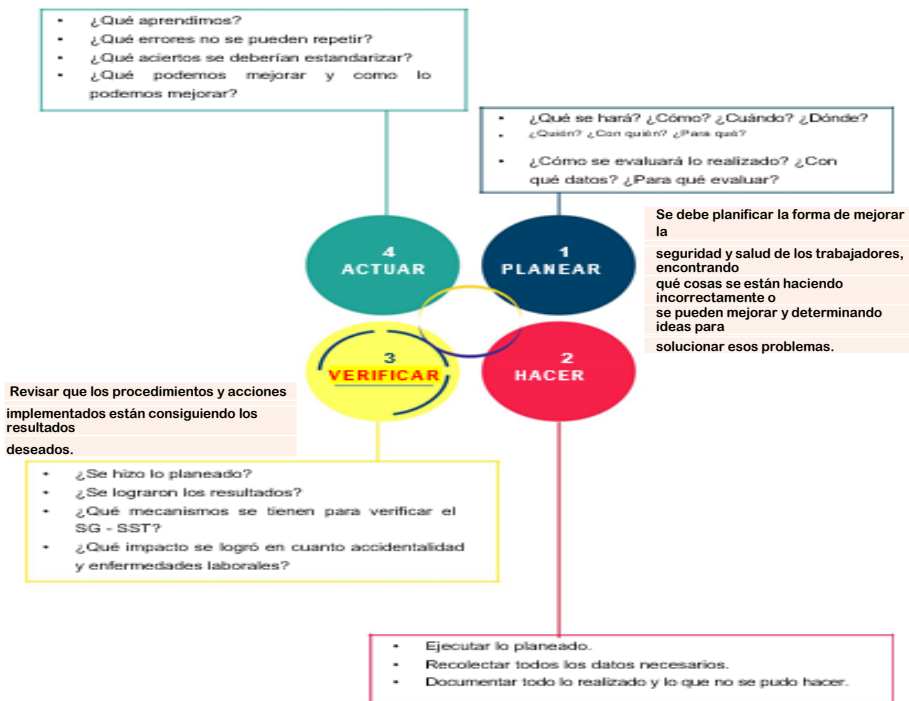 • ¿Qué aprendimos?
• ¿Qué errores no se pueden repetir?
• ¿Qué aciertos se deberían estandarizar?
• ¿Qué podemos mejorar y como lo
podemos mejorar?
• ¿Qué se hará? ¿Cómo? ¿Cuándo? ¿Dónde?
• ¿Quién? ¿Con quién? ¿Para qué?
• ¿Cómo se evaluará lo realizado? ¿Con
qué datos? ¿Para qué evaluar?
4
ACTUAR
1
PLANEAR
Se debe planificar la forma de mejorar
la
seguridad y salud de los trabajadores,
encontrando
qué cosas se están haciendo
incorrectamente o
se pueden mejorar y determinando
ideas para
solucionar esos problemas.
3
VERIFICAR
2
HACER
Revisar que los procedimientos y acciones
implementados están consiguiendo los
resultados
deseados.
• ¿Se hizo lo planeado?
• ¿Se lograron los resultados?
• ¿Qué mecanismos se tienen para verificar el
SG - SST?
• ¿Qué impacto se logró en cuanto accidentalidad
y enfermedades laborales?
• Ejecutar lo planeado.
• Recolectar todos los datos necesarios.
• Documentar todo lo realizado y lo que no se pudo hacer.